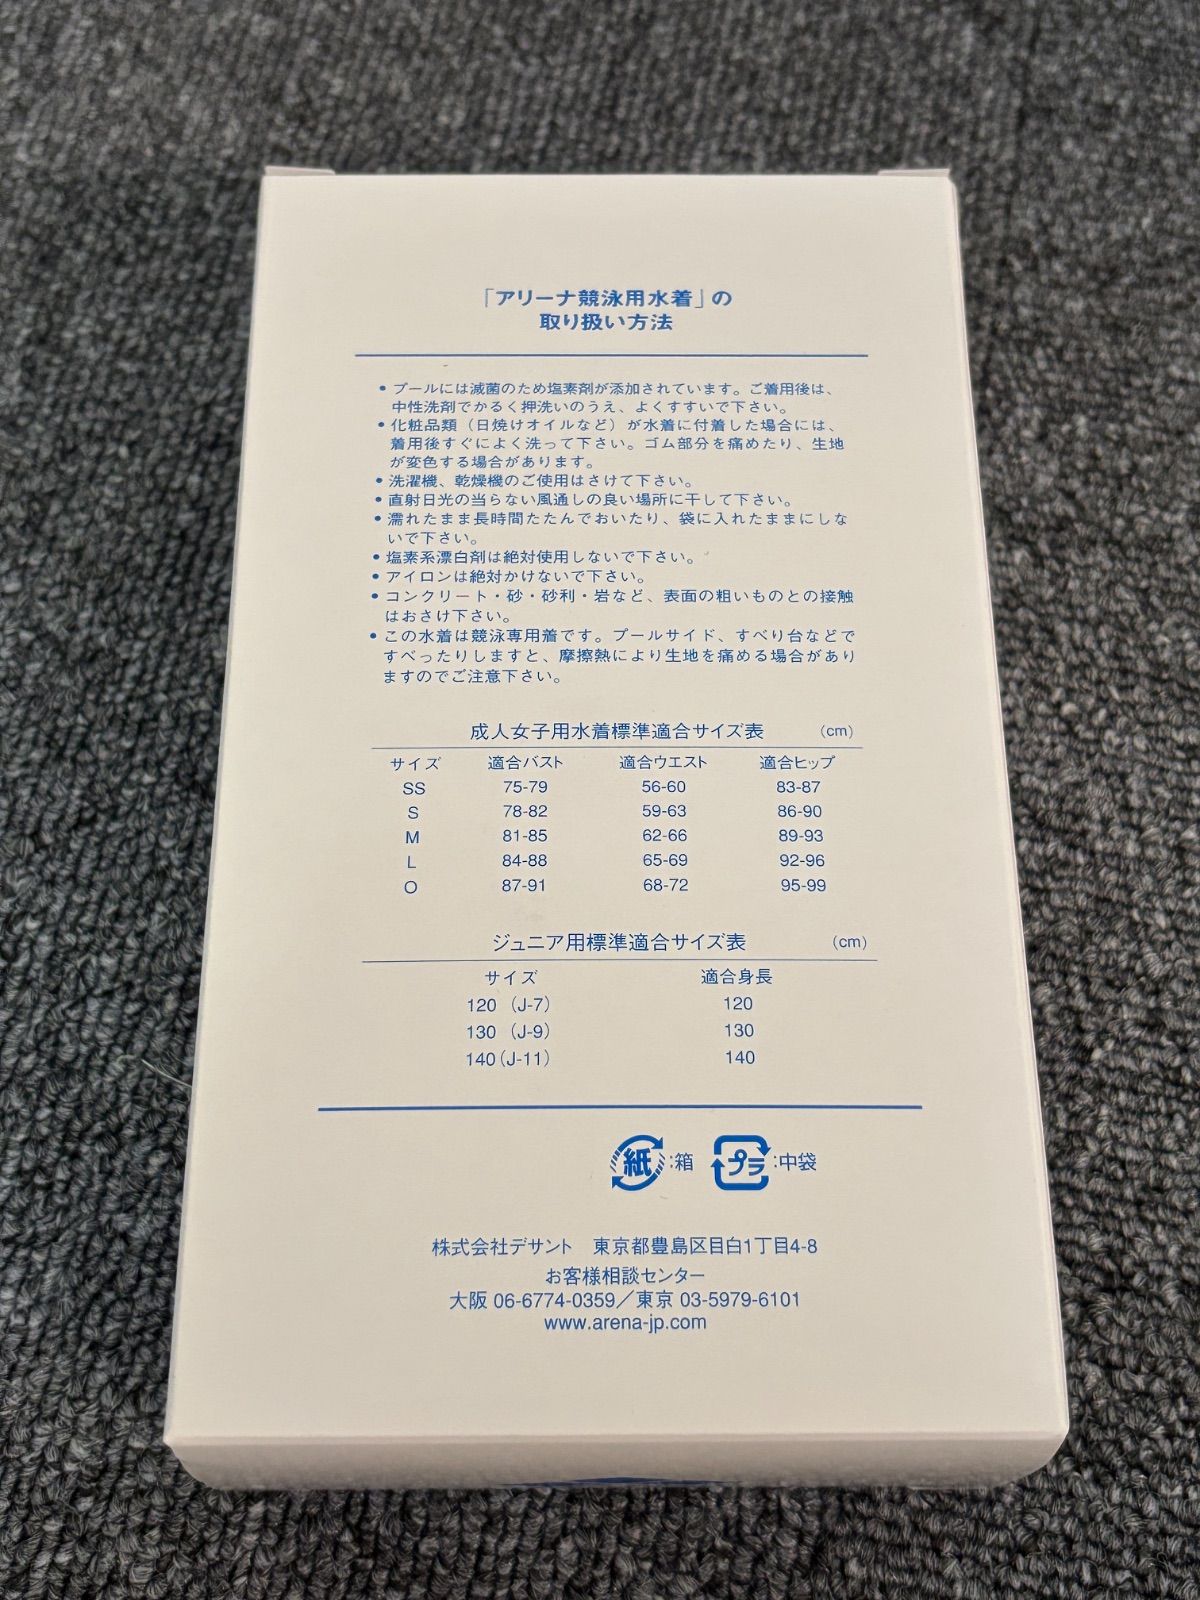 「アリーナ競泳用水着」の
取り扱い方法
• プールには滅菌のため塩素剤が添加されています。ご着用後は、
中性洗剤でかるく押洗いのうえ、よくすすいで下さい。
• 化粧品類（日焼けオイルなど）が水着に付着した場合には、
着用後すぐによく洗って下さい。ゴム部分を痛めたり、生地
が変色する場合があります。
• 洗濯機、乾燥機のご使用はさけて下さい。
• 直射日光の当らない風通しの良い場所に干して下さい。
• 濡れたまま長時間たたんでおいたり、袋に入れたままにしな
いで下さい。
• 塩素系漂白剤は絶対使用しないで下さい。
• アイロンは絶対かけないで下さい。
• コンクリート・砂・砂利・岩など、表面の粗いものとの接触
はおさけ下さい。
• この水着は競泳専用着です。プールサイド、すべり台などで
すべったりしますと、摩擦熱により生地を痛める場合があり
ますのでご注意下さい。
成人女子用水着標準適合サイズ表 (cm)
サイズ 適合バスト 適合ウエスト 適合ヒップ
SS 75-79 56-60 83-87
S 78-82 59-63 86-90
M 81-85 62-66 89-93
L 84-88 65-69 92-96
O 87-91 68-72 95-99
ジュニア用標準適合サイズ表 (cm)
サイズ 適合身長
120 (J-7) 120
130 (J-9) 130
140 (J-11) 140
紙:箱 プラ:中袋
株式会社デサント 東京都豊島区目白1丁目4-8
お客様相談センター
大阪 06-6774-0359／東京 03-5979-6101
www.arena-jp.com